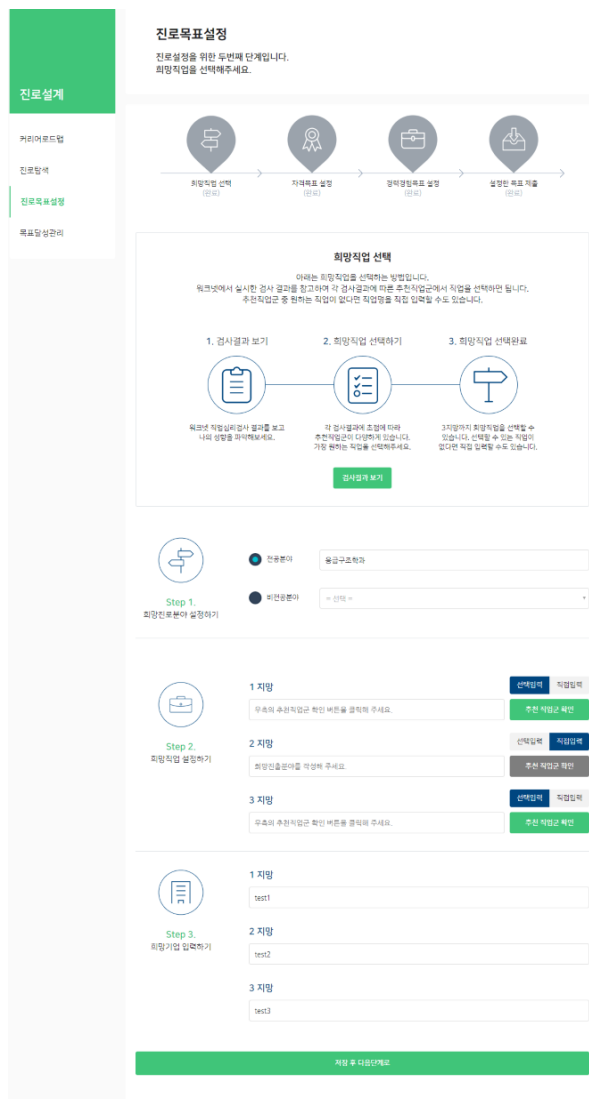 진로설계
커리어로드맵
진로탐색
진로목표설정
목표달성관리
진로목표설정
진로설정을 위한 두번째 단계입니다.
희망직업을 선택해주세요.
희망직업 선택
(완료)
자격목표 설정
(완료)
경력경험목표 설정
(완료)
설정한 목표 제출
(완료)
희망직업 선택
아래는 희망직업을 선택하는 방법입니다.
워크넷에서 실시한 검사 결과를 참고하여 각 검사결과에 따른 추천직업군에서 직업을 선택하면 됩니다.
추천직업군 중 원하는 직업이 없다면 직업명을 직접 입력할 수도 있습니다.
1. 검사결과 보기
2. 희망직업 선택하기
3. 희망직업 선택완료
워크넷 직업심리검사 결과를 보고
나의 성향을 파악해보세요.
각 검사결과에 초점에 따라
추천직업군이 다양하게 있습니다.
가장 원하는 직업을 선택해주세요.
3지망까지 희망직업을 선택할 수
있습니다. 선택할 수 있는 직업이
없다면 직접 입력할 수도 있습니다.
검사결과 보기
Step 1.
희망진로분야 설정하기
전공분야
응급구조학과
비전공분야
= 선택 =
Step 2.
희망직업 설정하기
1 지망
선택입력
직접입력
우측의 추천직업군 확인 버튼을 클릭해 주세요.
추천 직업군 확인
2 지망
선택입력
직접입력
희망진출분야를 작성해 주세요.
추천 직업군 확인
3 지망
선택입력
직접입력
우측의 추천직업군 확인 버튼을 클릭해 주세요.
추천 직업군 확인
Step 3.
희망기업 입력하기
1 지망
test1
2 지망
test2
3 지망
test3
저장 후 다음단계로